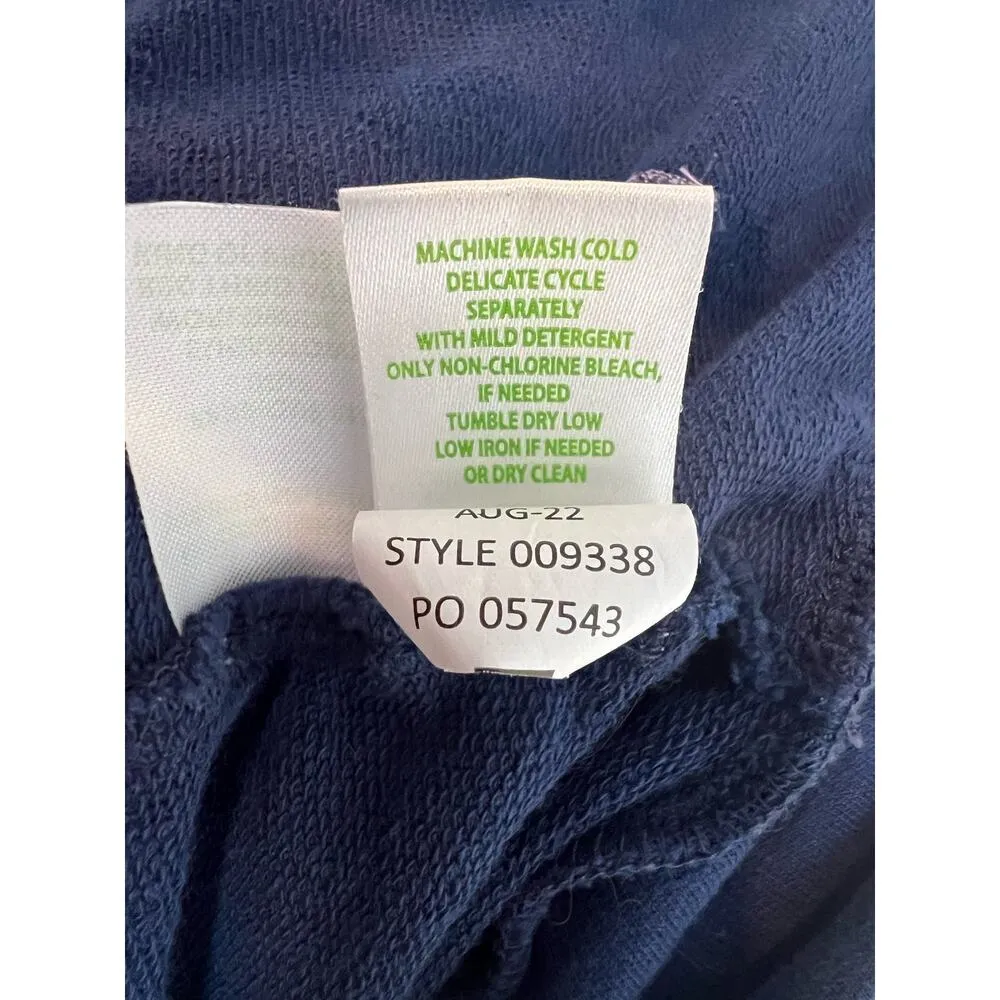 MACHINE WASH COLD
DELICATE CYCLE
SEPARATELY
WITH MILD DETERGENT
ONLY NON-CHLORINE BLEACH,
IF NEEDED
TUMBLE DRY LOW
LOW IRON IF NEEDED
OR DRY CLEAN
AUG-22
STYLE 009338
PO 057543